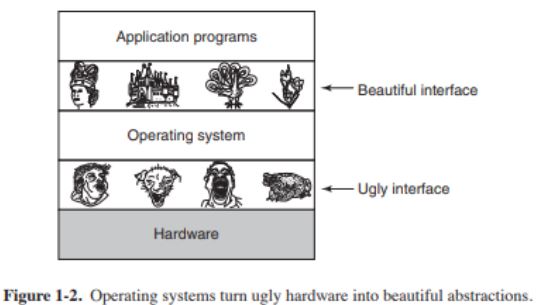 Application programs
Beautiful interface
Operating system
Ugly interface
Hardware
Figure 1-2. Operating systems turn ugly hardware into beautiful abstractions.